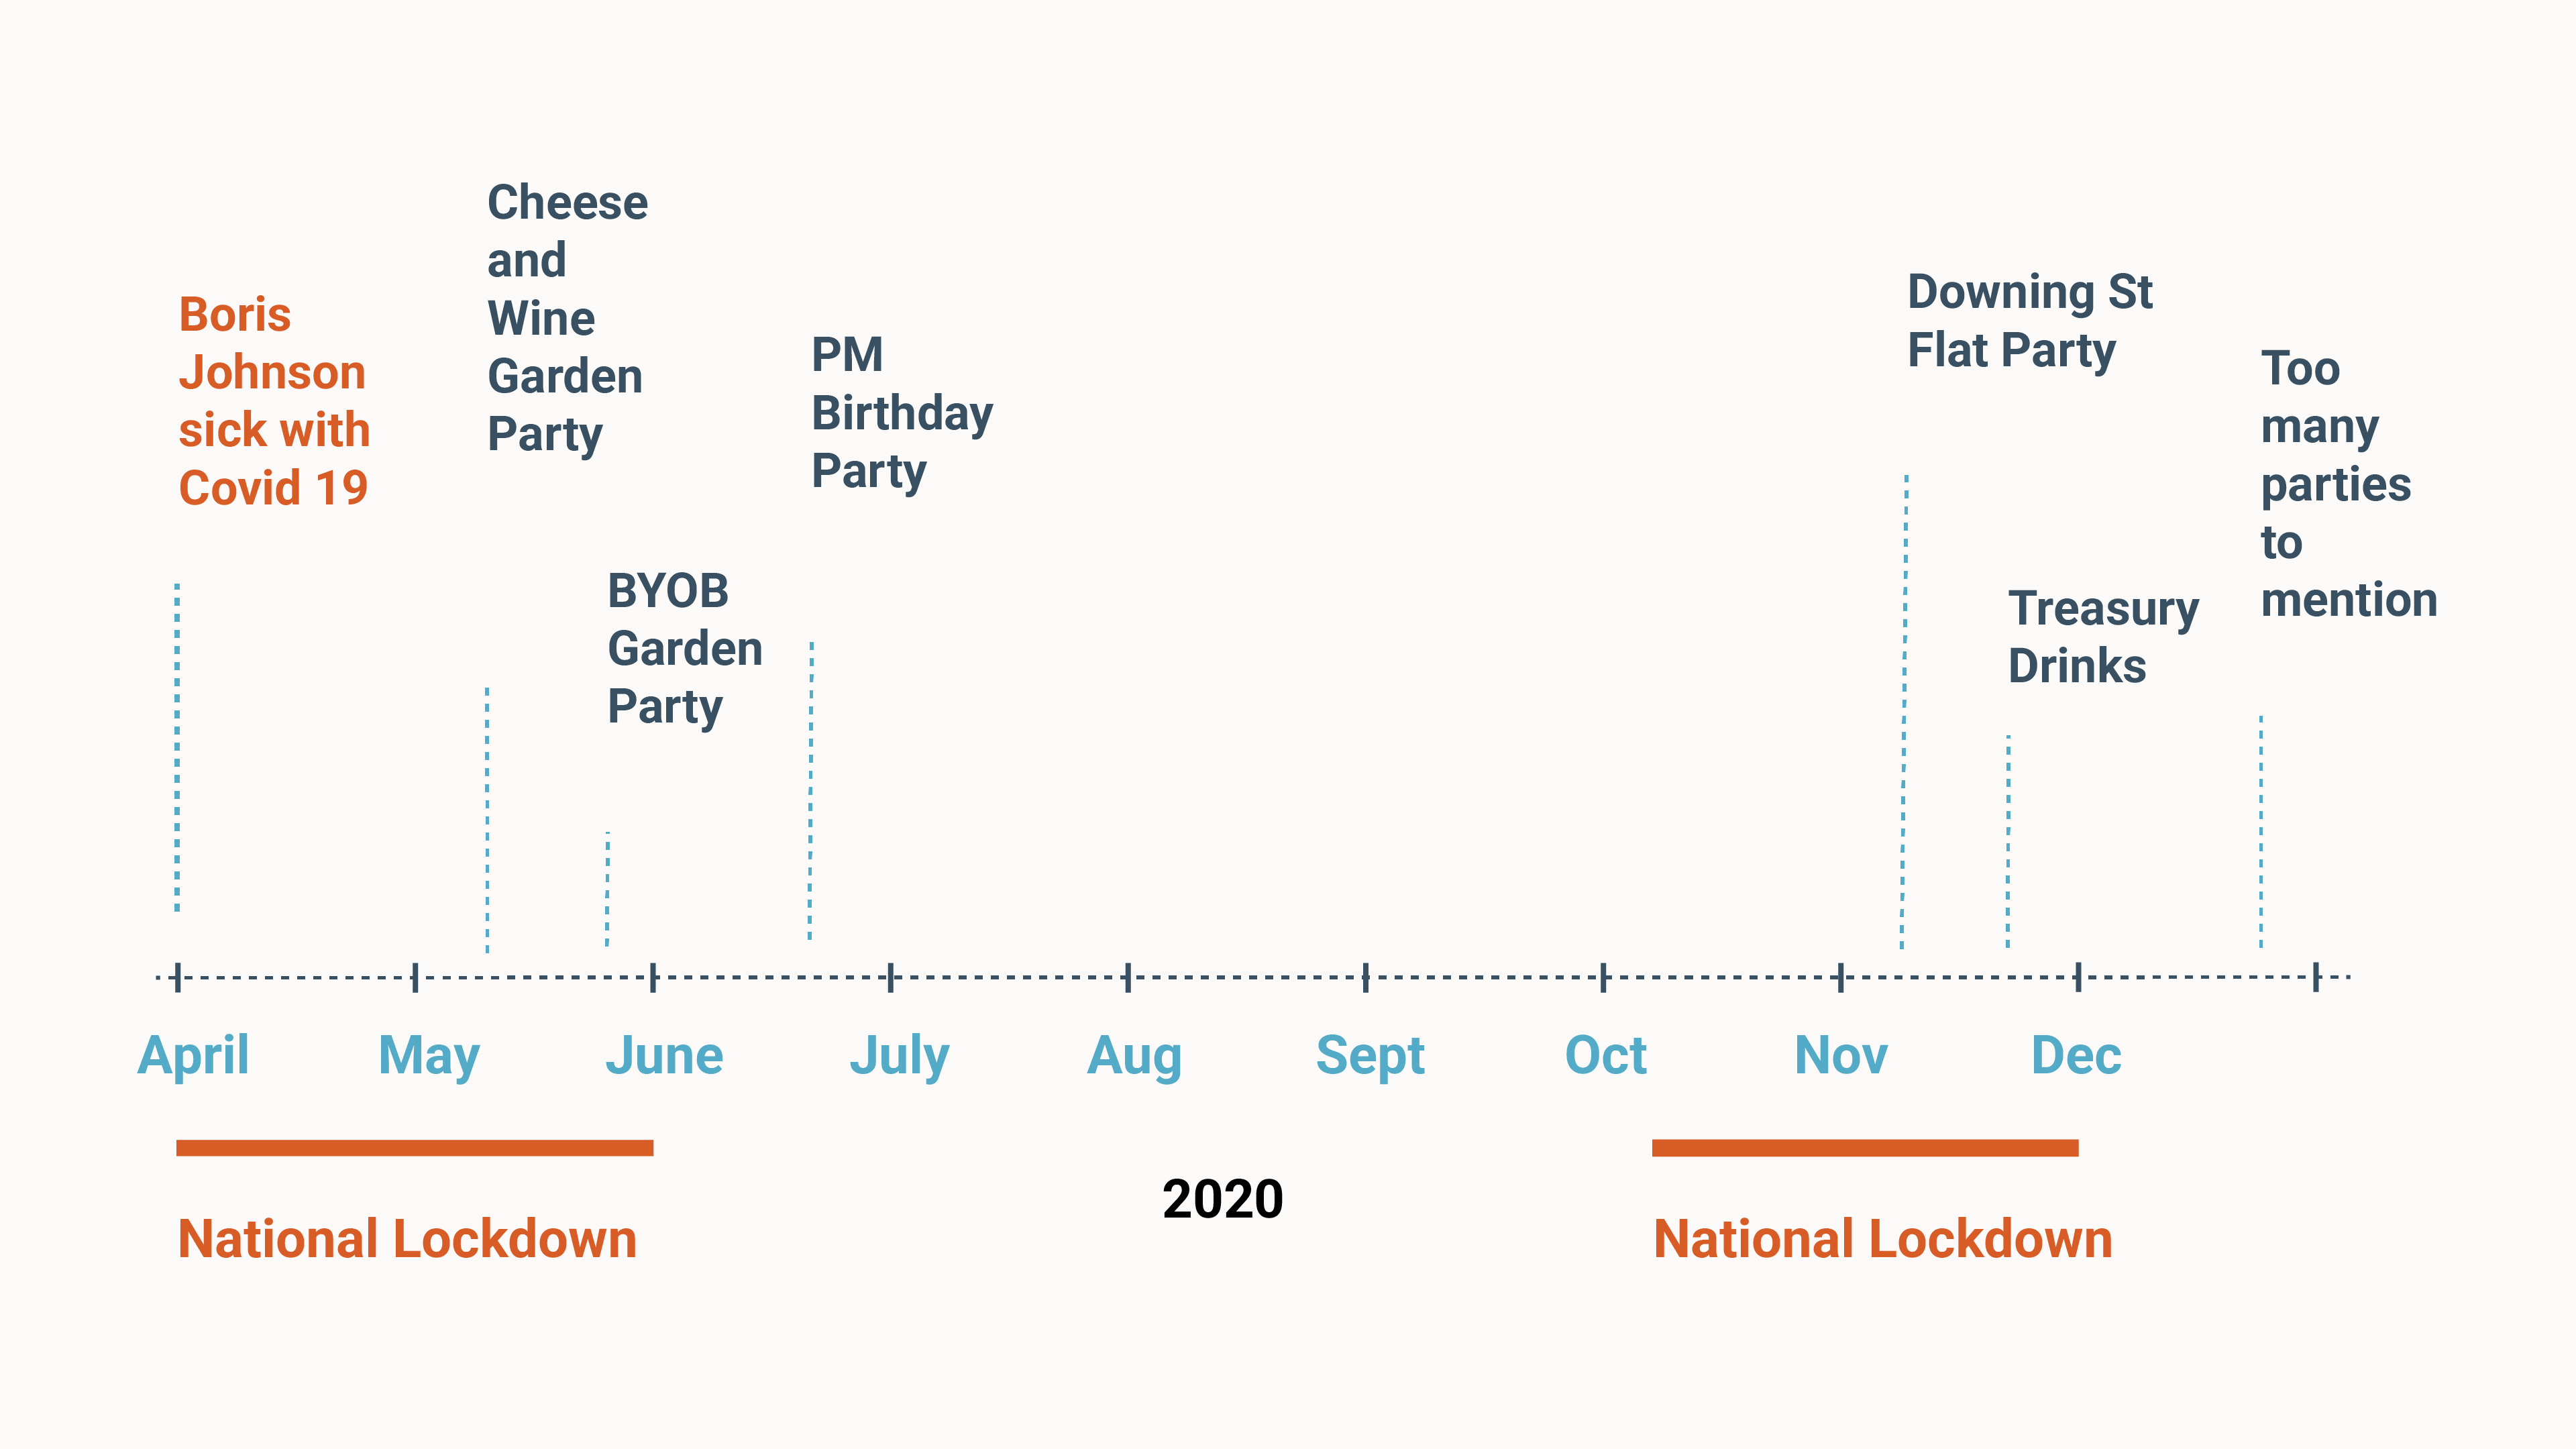 Boris
Johnson
sick with
Covid 19
Cheese
and
Wine
Garden
Party
BYOB
Garden
Party
PM
Birthday
Party
Downing St
Flat Party
Treasury
Drinks
Too
many
parties
to
mention
April May June July Aug Sept Oct Nov Dec
National Lockdown
2020
National Lockdown